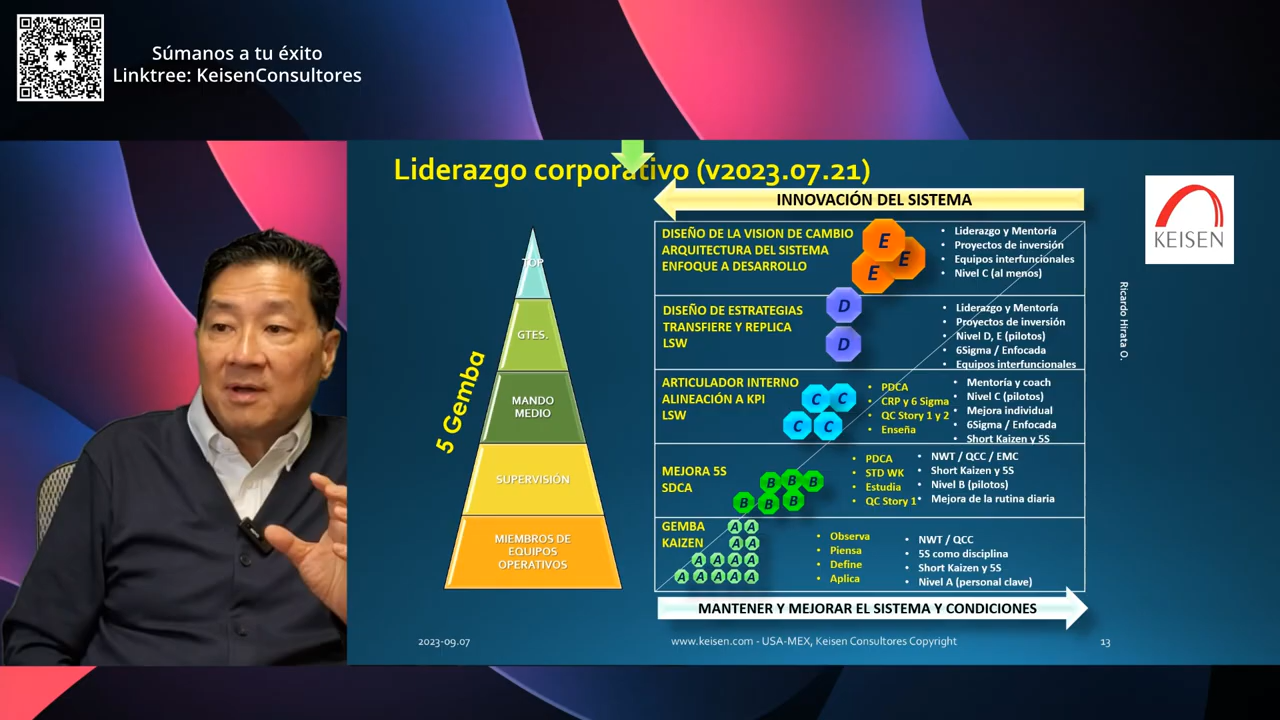 Súmanos a tu éxito
Linktree: KeisenConsultores
Liderazgo corporativo (v2023.07.21)
INNOVACIÓN DEL SISTEMA
KEISEN
Ricardo Hirata O.
5 Gemba
TOP
GTES.
MANDO
MEDIO
SUPERVISIÓN
MIEMBROS DE
EQUIPOS
OPERATIVOS
DISEÑO DE LA VISION DE CAMBIO
ARQUITECTURA DEL SISTEMA
ENFOQUE A DESARROLLO
E
E
E
• Liderazgo y Mentoría
• Proyectos de inversión
• Equipos interfuncionales
• Nivel C (al menos)
DISEÑO DE ESTRATEGIAS
TRANSFIERE Y REPLICA
LSW
D
D
• Liderazgo y Mentoría
• Proyectos de inversión
• Nivel D, E (pilotos)
• 6Sigma / Enfocada
• Equipos interfuncionales
ARTICULADOR INTERNO
ALINEACIÓN A KPI
LSW
C C
C C
• PDCA
• CRP y 6 Sigma
• QC Story 1 y 2
• Enseña
• Mentoría y coach
• Nivel C (pilotos)
• Mejora individual
• 6Sigma / Enfocada
• Short Kaizen y 5S
MEJORA 5S
SDCA
B B B
B B B
• PDCA
• STD WK
• Estudia
• QC Story 1
• NWT / QCC / EMC
• Short Kaizen y 5S
• Nivel B (pilotos)
• Mejora de la rutina diaria
GEMBA
KAIZEN
A A
A A
A A A A
A A A A A
• Observa
• Piensa
• Define
• Aplica
• NWT / QCC
• 5S como disciplina
• Short Kaizen y 5S
• Nivel A (personal clave)
MANTENER Y MEJORAR EL SISTEMA Y CONDICIONES
2023-09.07
www.keisen.com - USA-MEX, Keisen Consultores Copyright
13